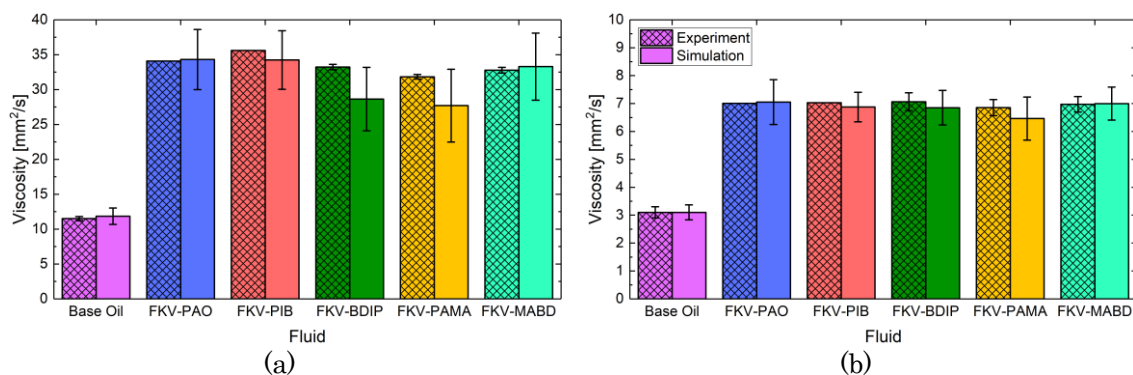 40
35
30
25
20
15
10
5
0
Viscosity [mm²/s]
Base Oil FKV-PAO FKV-PIB FKV-BDIP FKV-PAMA FKV-MABD
Fluid
(a)
10
9
8
7
6
5
4
3
2
1
0
Viscosity [mm²/s]
Experiment
Simulation
Base Oil FKV-PAO FKV-PIB FKV-BDIP FKV-PAMA FKV-MABD
Fluid
(b)